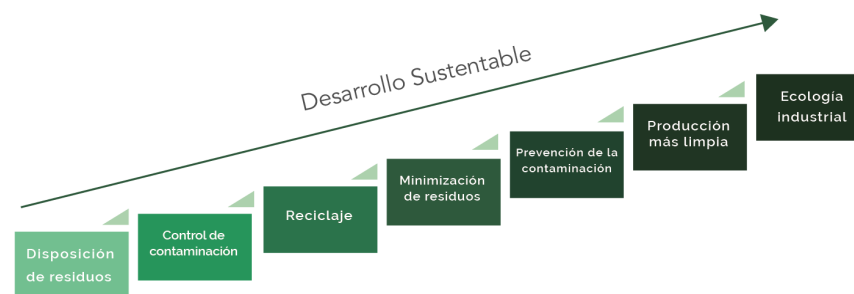 Desarrollo Sustentable
Disposición
de residuos
Control de
contaminación
Reciclaje
Minimización
de residuos
Prevención de la
contaminación
Producción
más limpia
Ecología
industrial